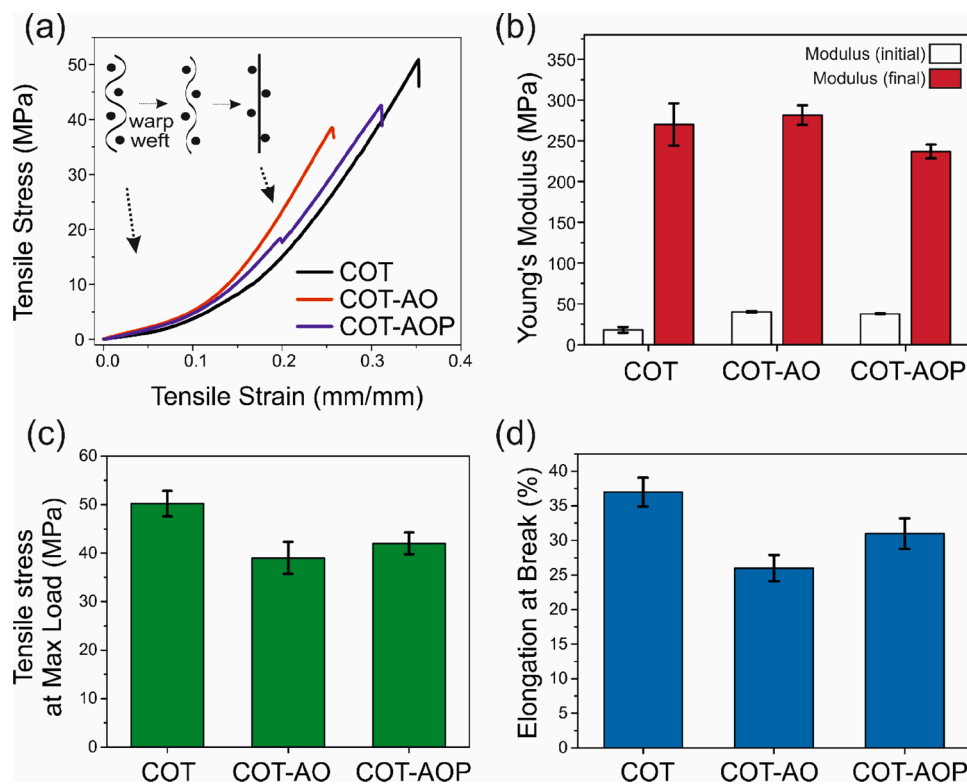 (a)
50
40
30
20
10
0
Tensile Stress (MPa)
warp
weft
COT
COT-AO
COT-AOP
0.0 0.1 0.2 0.3 0.4
Tensile Strain (mm/mm)
(b)
Modulus (initial)
Modulus (final)
350
300
250
200
150
100
50
0
Young's Modulus (MPa)
COT COT-AO COT-AOP
(c)
60
50
40
30
20
10
0
Tensile stress
at Max Load (MPa)
COT COT-AO COT-AOP
(d)
40
35
30
25
20
15
10
5
0
Elongation at Break (%)
COT COT-AO COT-AOP